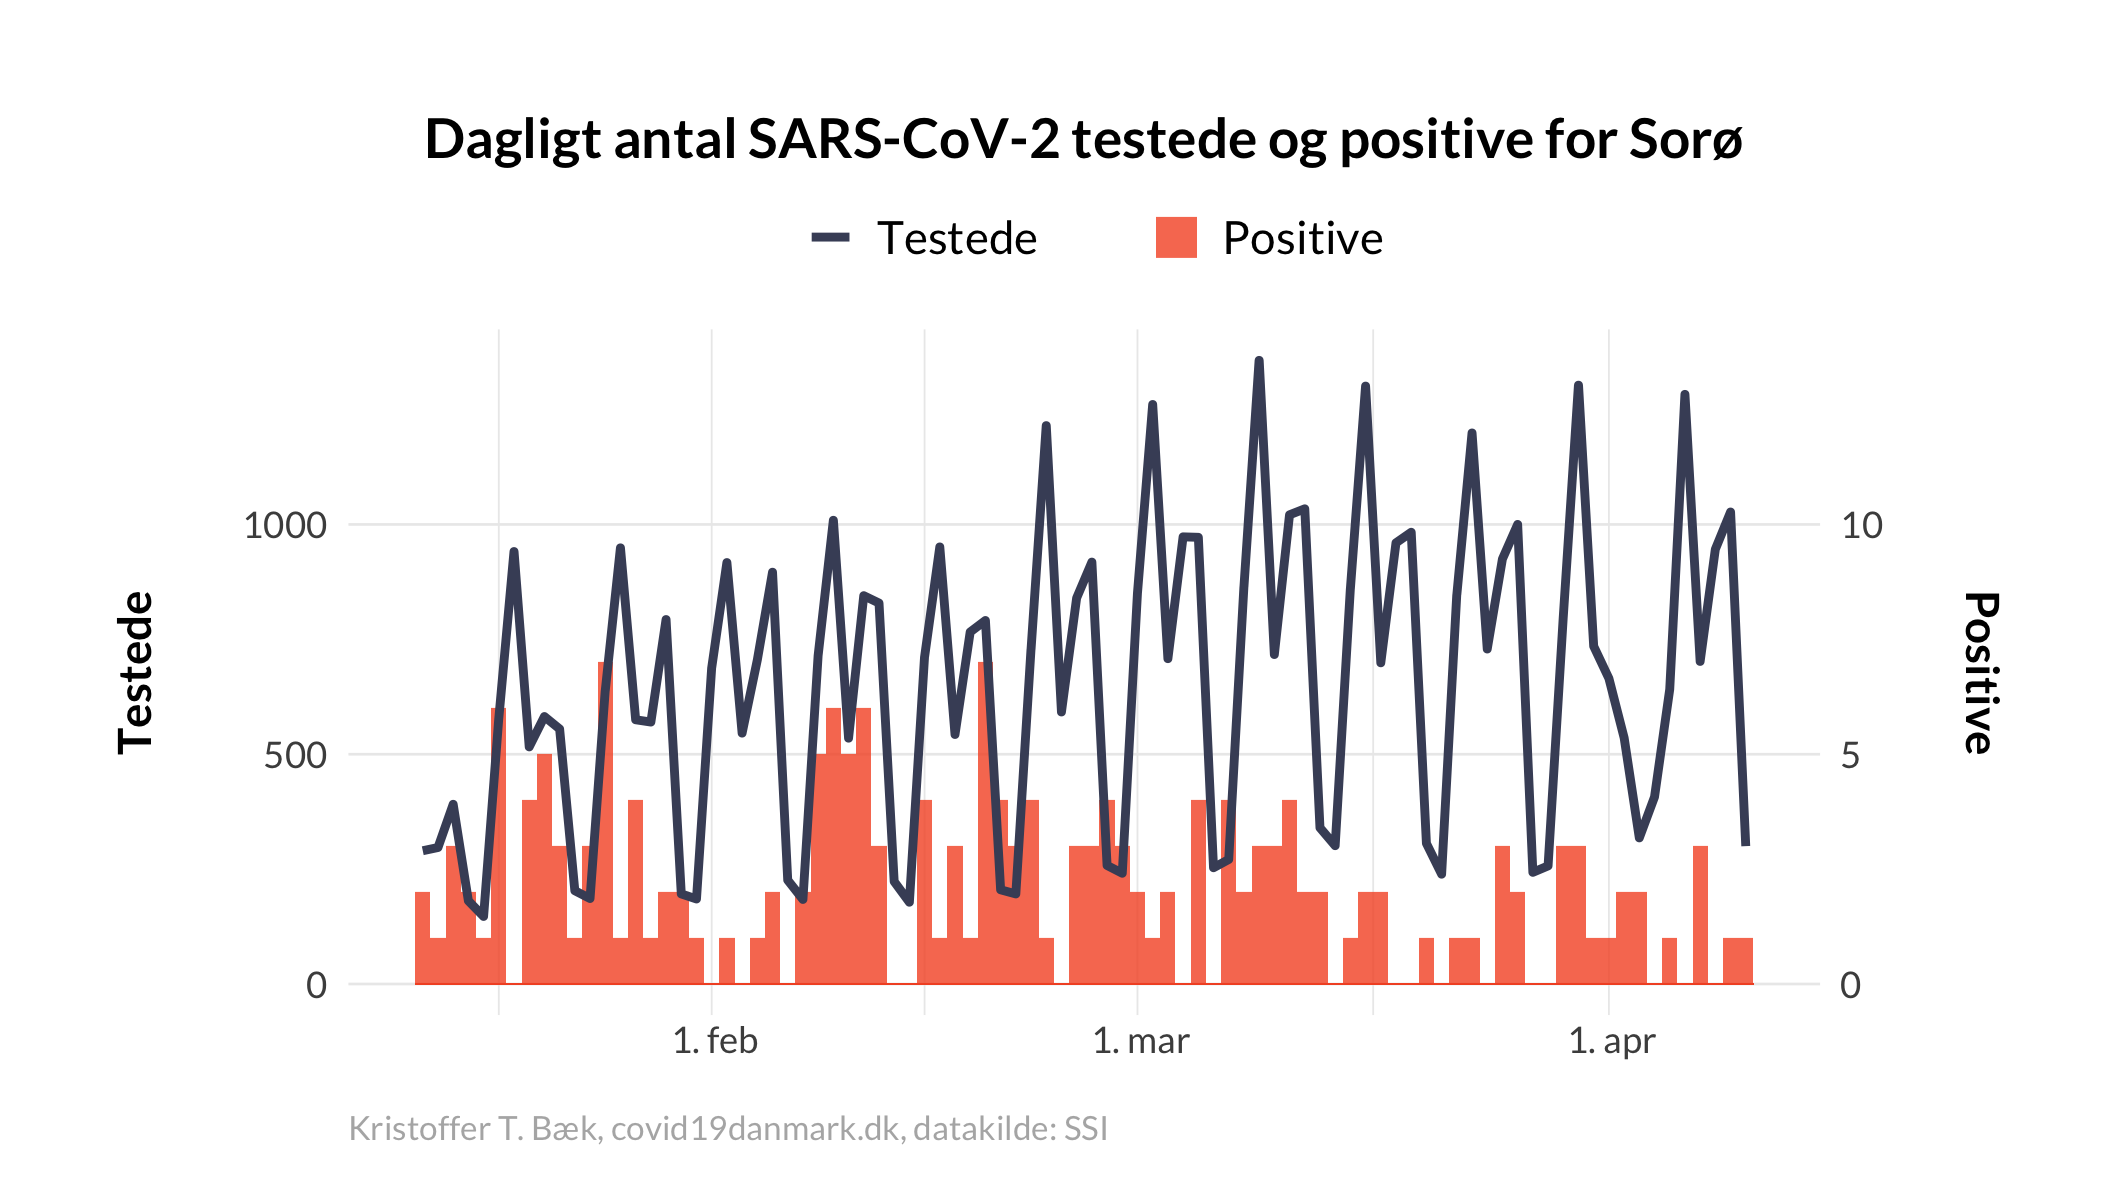 Dagligt antal SARS-CoV-2 testede og positive for Sorø
Testede Positive
1000 10
500 5
0 0
Testede
Positive
1. feb 1. mar 1. apr
Kristoffer T. Bæk, covid19danmark.dk, datakilde: SSI